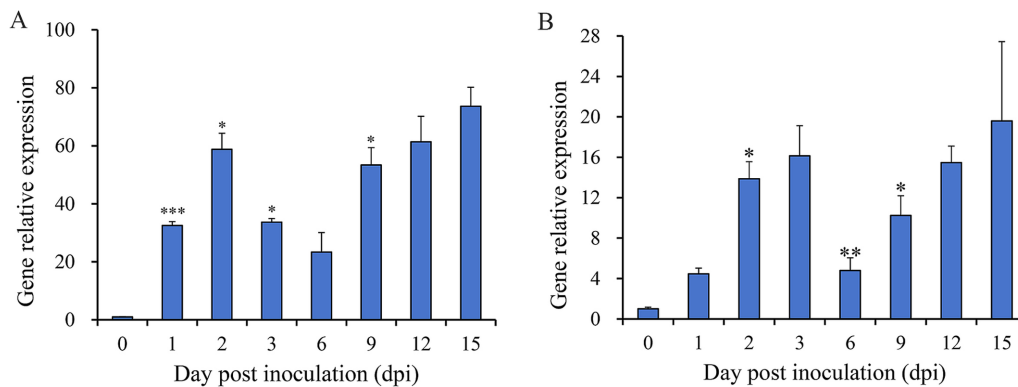 A
Gene relative expression
100
80
60
40
20
0
***
*
*
*
0 1 2 3 6 9 12 15
Day post inoculation (dpi)
B
Gene relative expression
28
24
20
16
12
8
4
0
*
**
*
0 1 2 3 6 9 12 15
Day post inoculation (dpi)